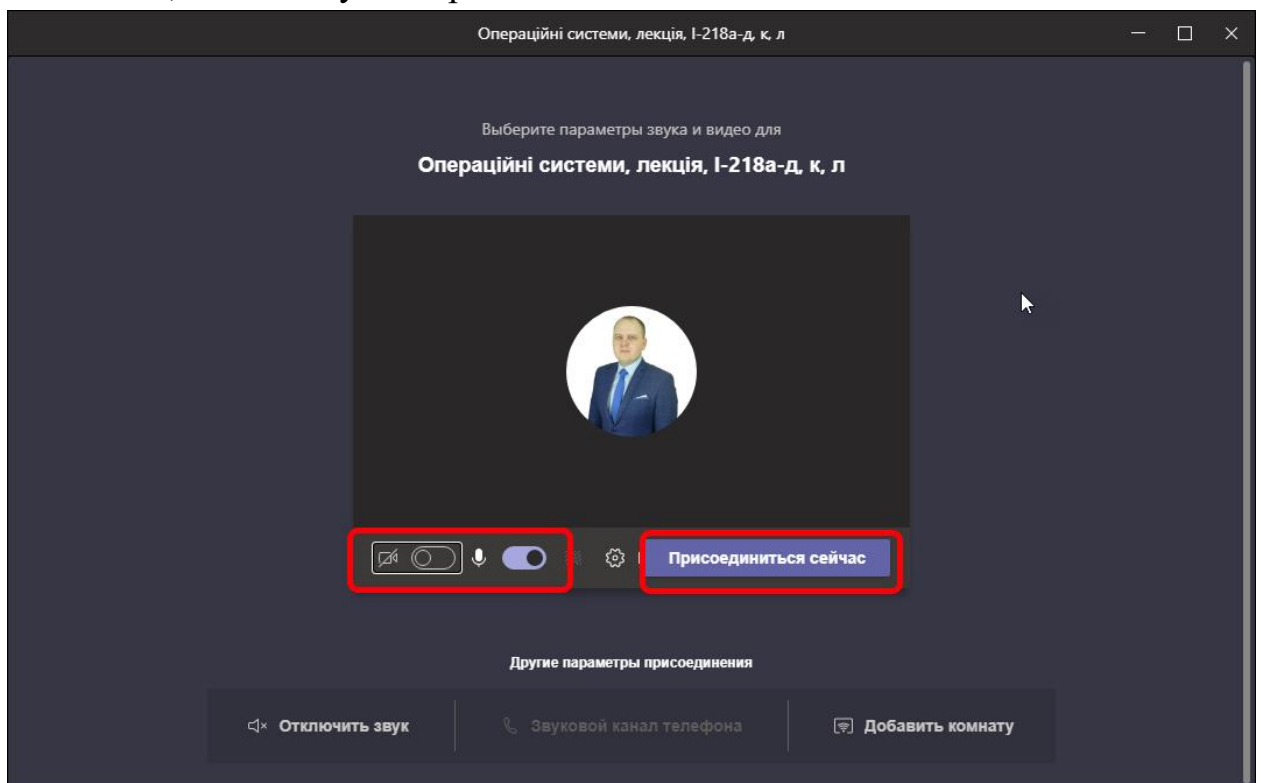 Операційні системи, лекція, І-218а-д, к, л
Выберите параметры звука и видео для
Операційні системи, лекція, І-218а-д, к, л
Присоединиться сейчас
Другие параметры присоединения
Отключить звук
Звуковой канал телефона
Добавить комнату